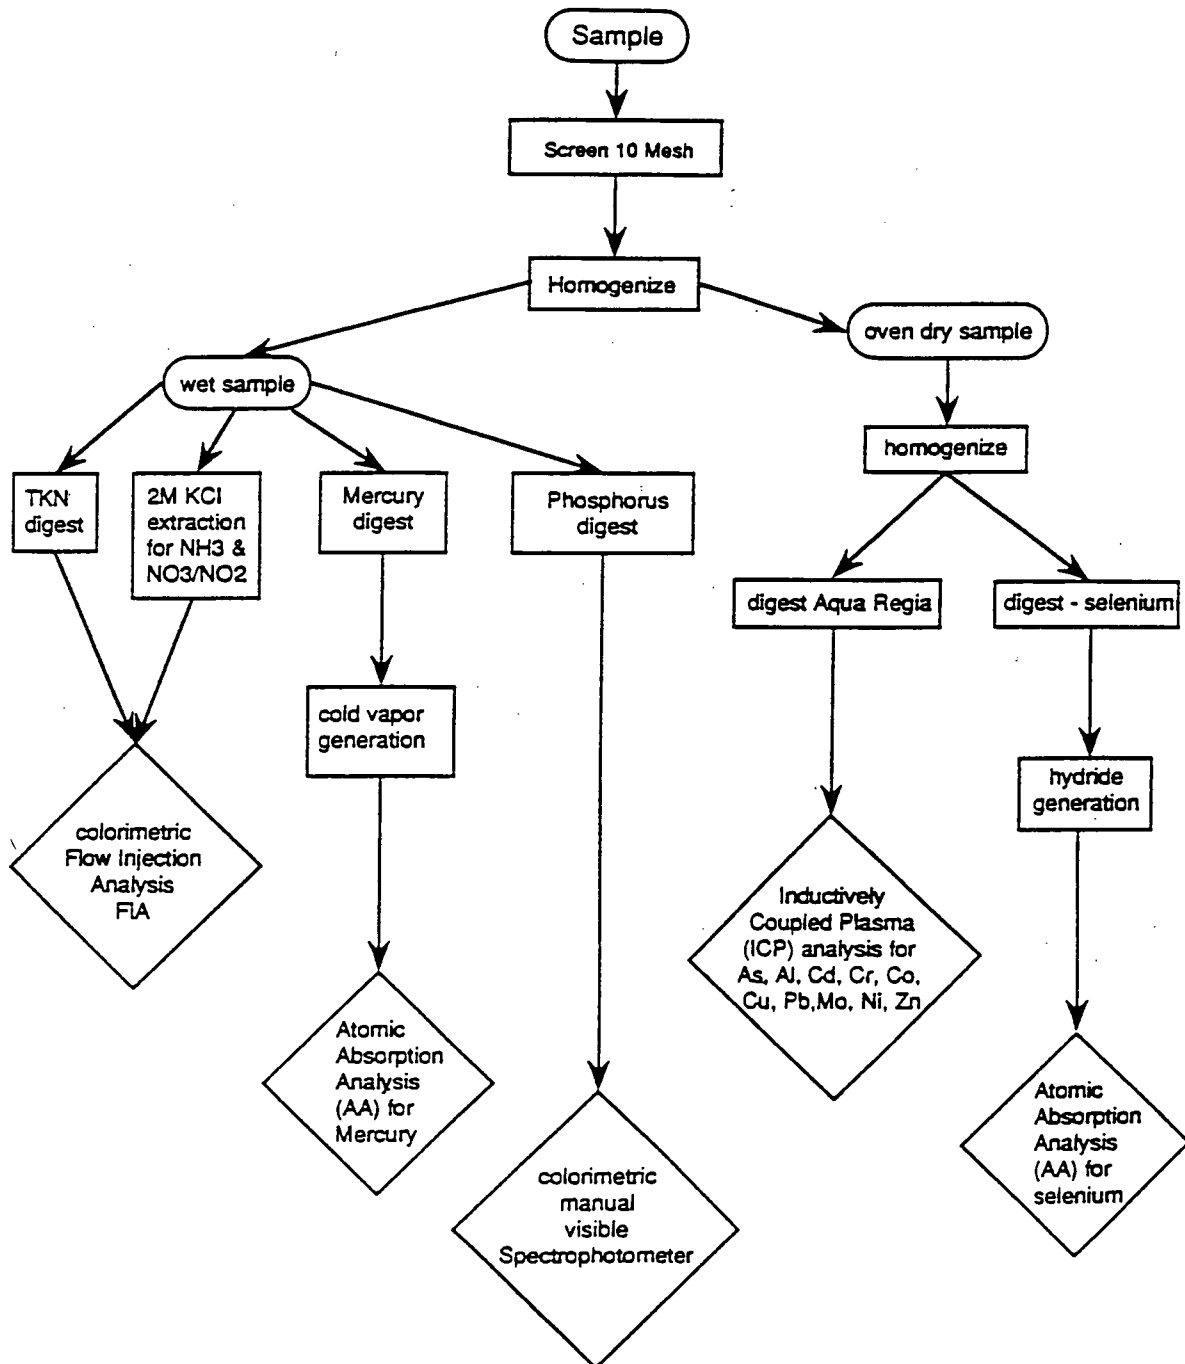 Sample
Screen 10 Mesh
Homogenize
oven dry sample
wet sample
homogenize
TKN
digest
2M KCl
extraction
for NH3 &
NO3/NO2
Mercury
digest
Phosphorus
digest
digest Aqua Regia
digest - selenium
cold vapor
generation
hydride
generation
colorimetric
Flow Injection
Analysis
FIA
Inductively
Coupled Plasma
(ICP) analysis for
As, Al, Cd, Cr, Co,
Cu, Pb,Mo, Ni, Zn
Atomic
Absorption
Analysis
(AA) for
Mercury
Atomic
Absorption
Analysis
(AA) for
selenium
colorimetric
manual
visible
Spectrophotometer